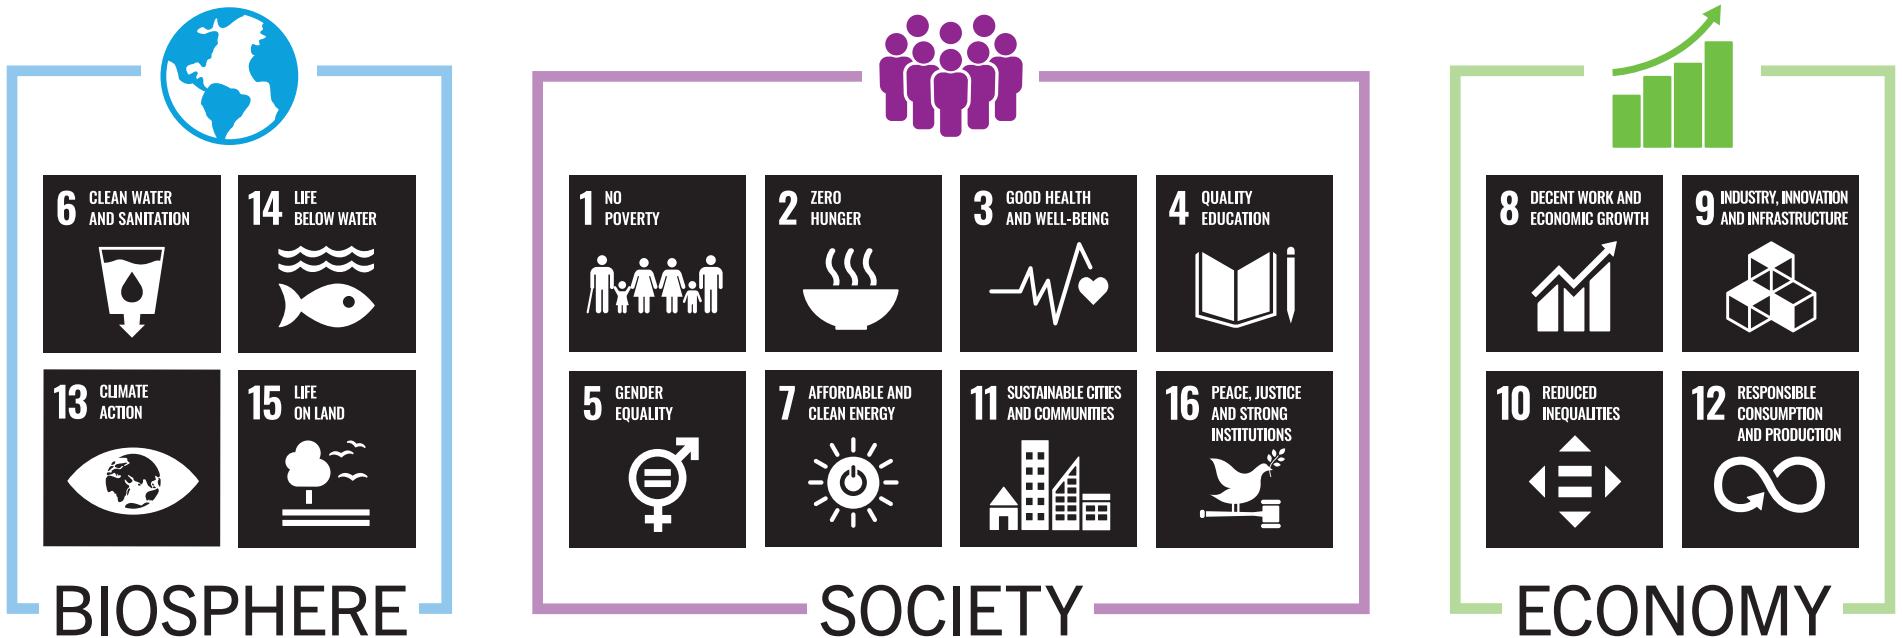 6 CLEAN WATER
AND SANITATION
14 LIFE
BELOW WATER
13 CLIMATE
ACTION
15 LIFE
ON LAND
BIOSPHERE
1 NO
POVERTY
2 ZERO
HUNGER
3 GOOD HEALTH
AND WELL-BEING
4 QUALITY
EDUCATION
5 GENDER
EQUALITY
7 AFFORDABLE AND
CLEAN ENERGY
11 SUSTAINABLE CITIES
AND COMMUNITIES
16 PEACE, JUSTICE
AND STRONG
INSTITUTIONS
SOCIETY
8 DECENT WORK AND
ECONOMIC GROWTH
9 INDUSTRY, INNOVATION
AND INFRASTRUCTURE
10 REDUCED
INEQUALITIES
12 RESPONSIBLE
CONSUMPTION
AND PRODUCTION
ECONOMY